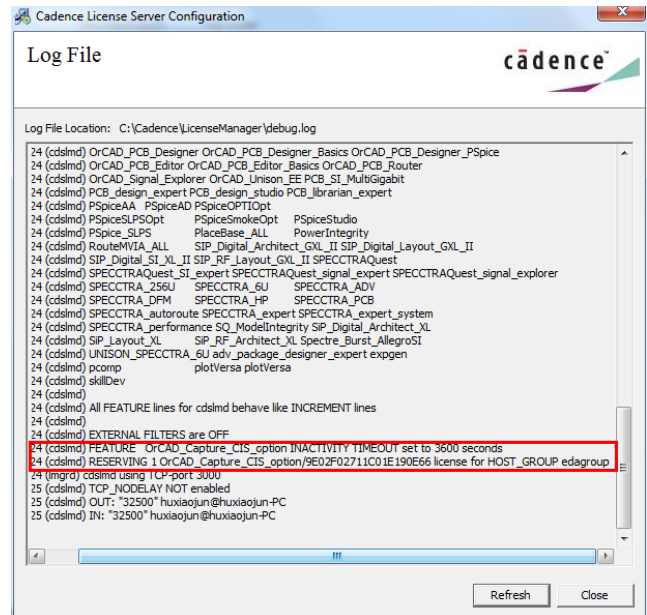 Cadence License Server Configuration
Log File
cādence™
Log File Location: C:\Cadence\LicenseManager\debug.log
24 (cdslmd) OrCAD_PCB_Designer OrCAD_PCB_Designer_Basics OrCAD_PCB_Designer_PSpice
24 (cdslmd) OrCAD_PCB_Editor OrCAD_PCB_Editor_Basics OrCAD_PCB_Router
24 (cdslmd) OrCAD_Signal_Explorer OrCAD_Unison_EE PCB_SI_MultiGigabit
24 (cdslmd) PCB_design_expert PCB_design_studio PCB_librarian_expert
24 (cdslmd) PSpiceAA PSpiceAD PSpiceOPTIOpt
24 (cdslmd) PSpiceSLPSOpt PSpiceSmokeOpt PSpiceStudio
24 (cdslmd) PSpice_SLPS PlaceBase_ALL PowerIntegrity
24 (cdslmd) RouteMVIA_ALL SIP_Digital_Architect_GXL_II SIP_Digital_Layout_GXL_II
24 (cdslmd) SIP_Digital_SI_XL_II SIP_RF_Layout_GXL_II SPECCTRAQuest
24 (cdslmd) SPECCTRAQuest_SI_expert SPECCTRAQuest_signal_expert SPECCTRAQuest_signal_explorer
24 (cdslmd) SPECCTRA_256U SPECCTRA_6U SPECCTRA_ADV
24 (cdslmd) SPECCTRA_DFM SPECCTRA_HP SPECCTRA_PCB
24 (cdslmd) SPECCTRA_autoroute SPECCTRA_expert SPECCTRA_expert_system
24 (cdslmd) SPECCTRA_performance SQ_ModelIntegrity SiP_Digital_Architect_XL
24 (cdslmd) SiP_Layout_XL SiP_RF_Architect_XL Spectre_Burst_AllegroSI
24 (cdslmd) UNISON_SPECCTRA_6U adv_package_designer_expert expgen
24 (cdslmd) pcomp plotVersa plotVersa
24 (cdslmd) skillDev
24 (cdslmd)
24 (cdslmd) All FEATURE lines for cdslmd behave like INCREMENT lines
24 (cdslmd)
24 (cdslmd) EXTERNAL FILTERS are OFF
24 (cdslmd) FEATURE OrCAD_Capture_CIS_option INACTIVITY TIMEOUT set to 3600 seconds
24 (cdslmd) RESERVING 1 OrCAD_Capture_CIS_option/9E02F02711C01E190E66 license for HOST_GROUP edagroup
24 (lmgrd) cdslmd using TCP-port 3000
25 (cdslmd) TCP_NODELAY NOT enabled
25 (cdslmd) OUT: "32500" huxiaojun@huxiaojun-PC
25 (cdslmd) IN: "32500" huxiaojun@huxiaojun-PC
Refresh Close